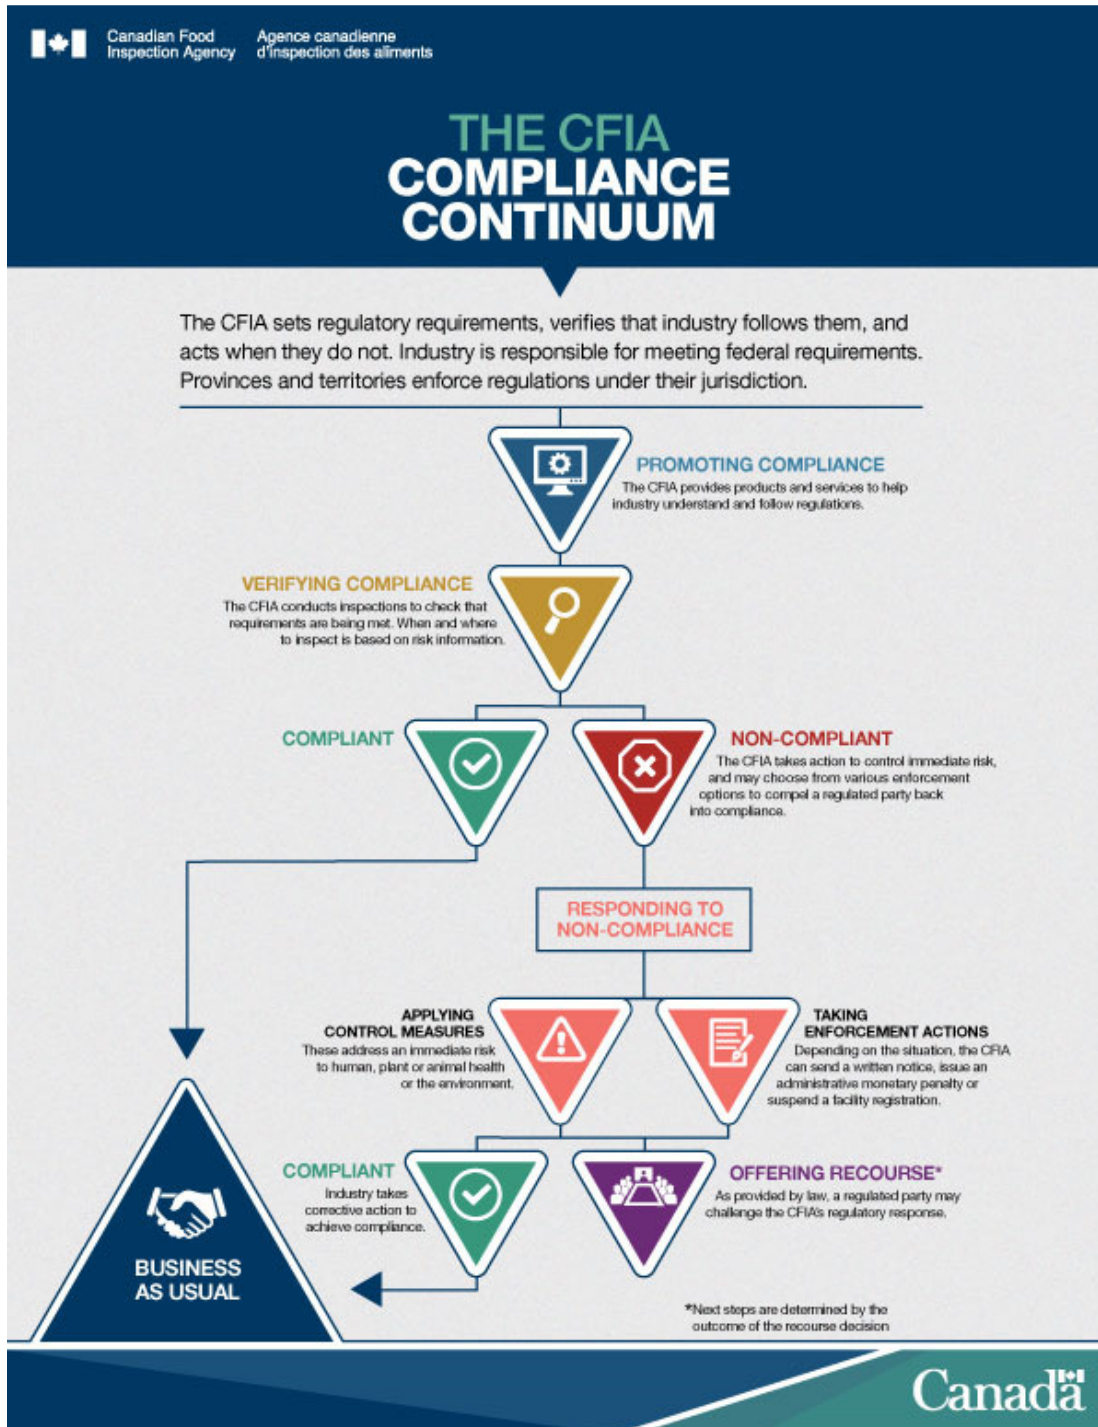 Canadian Food
Inspection Agency
Agence canadienne
d'inspection des aliments
THE CFIA
COMPLIANCE
CONTINUUM
The CFIA sets regulatory requirements, verifies that industry follows them, and
acts when they do not. Industry is responsible for meeting federal requirements.
Provinces and territories enforce regulations under their jurisdiction.
PROMOTING COMPLIANCE
The CFIA provides products and services to help
industry understand and follow regulations.
VERIFYING COMPLIANCE
The CFIA conducts inspections to check that
requirements are being met. When and where
to inspect is based on risk information.
COMPLIANT
NON-COMPLIANT
The CFIA takes action to control immediate risk,
and may choose from various enforcement
options to compel a regulated party back
into compliance.
RESPONDING TO
NON-COMPLIANCE
APPLYING
CONTROL MEASURES
These address an immediate risk
to human, plant or animal health
or the environment.
TAKING
ENFORCEMENT ACTIONS
Depending on the situation, the CFIA
can send a written notice, issue an
administrative monetary penalty or
suspend a facility registration.
COMPLIANT
Industry takes
corrective action to
achieve compliance.
OFFERING RECOURSE*
As provided by law, a regulated party may
challenge the CFIA's regulatory response.
BUSINESS
AS USUAL
*Next steps are determined by the
outcome of the recourse decision
Canada